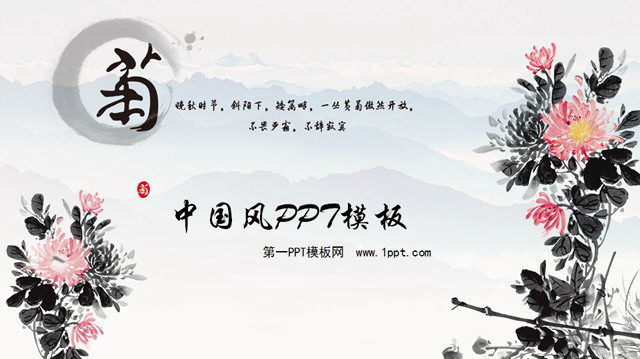 菊
晚秋时节，斜阳下，矮篱畔，一丛黄菊傲然开放，
不畏严霜，不辞寂寞
菊
中国风PPT模板
第一PPT模板网 www.1ppt.com